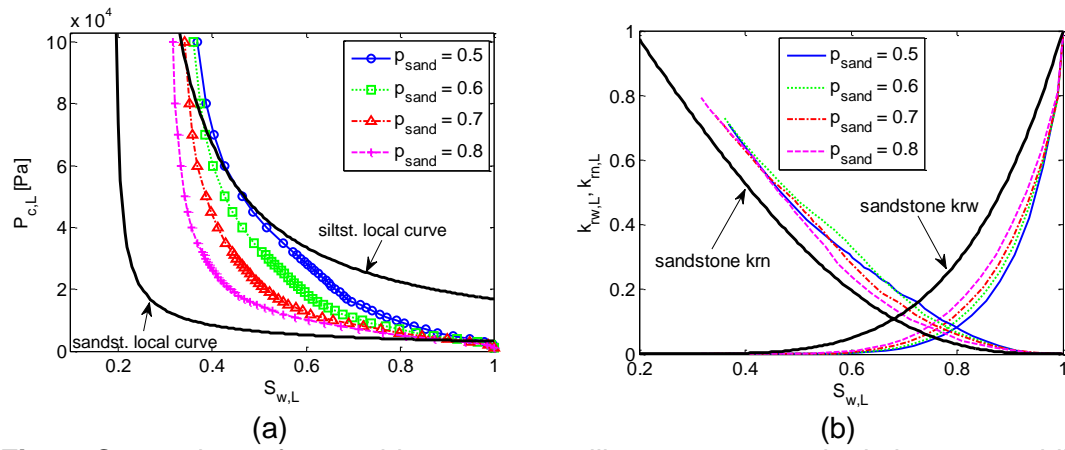 x 10⁴
10
8
6
4
2
0
P_c,L [Pa]
0.2 0.4 0.6 0.8 1
S_w,L
p_sand = 0.5
p_sand = 0.6
p_sand = 0.7
p_sand = 0.8
siltst. local curve
sandst. local curve
(a)
1
0.8
0.6
0.4
0.2
0
k_rw,L, k_rn,L
0.2 0.4 0.6 0.8 1
S_w,L
p_sand = 0.5
p_sand = 0.6
p_sand = 0.7
p_sand = 0.8
sandstone krw
sandstone krn
(b)